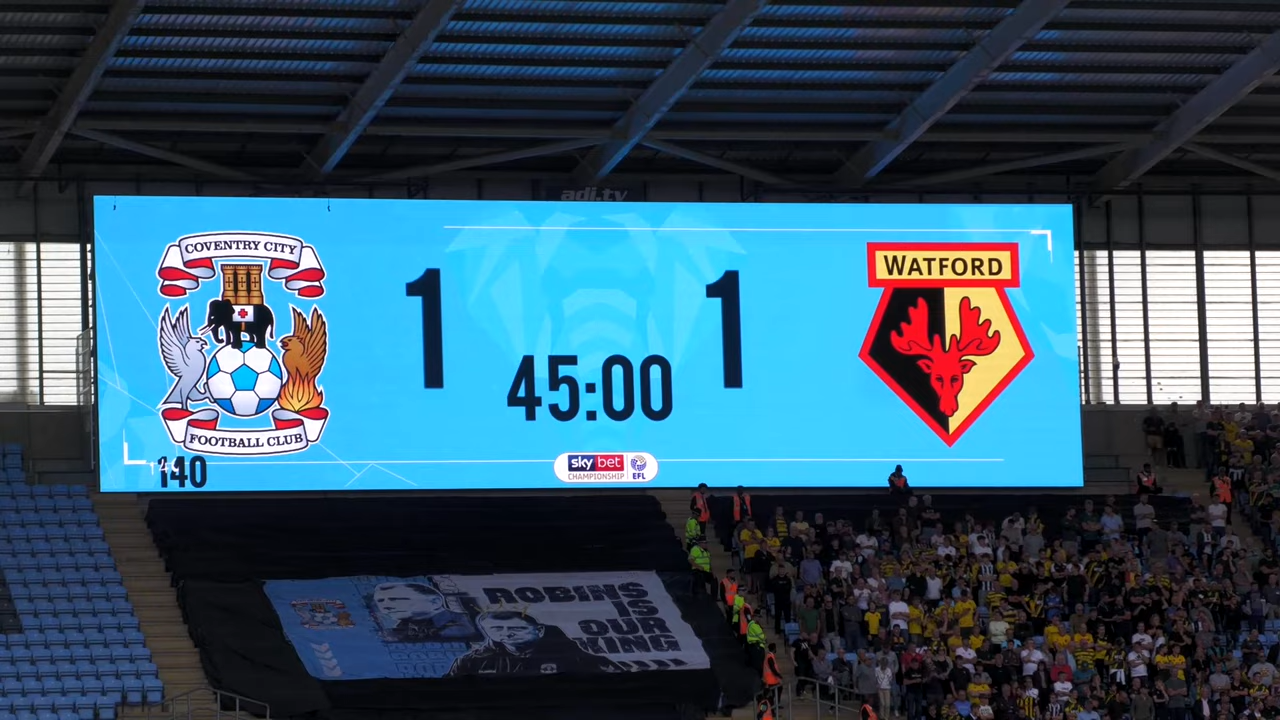 adi.tv
COVENTRY CITY
FOOTBALL CLUB
1
1
45:00
WATFORD
140
sky bet
CHAMPIONSHIP
EFL
ROBINS
IS
OUR
KING